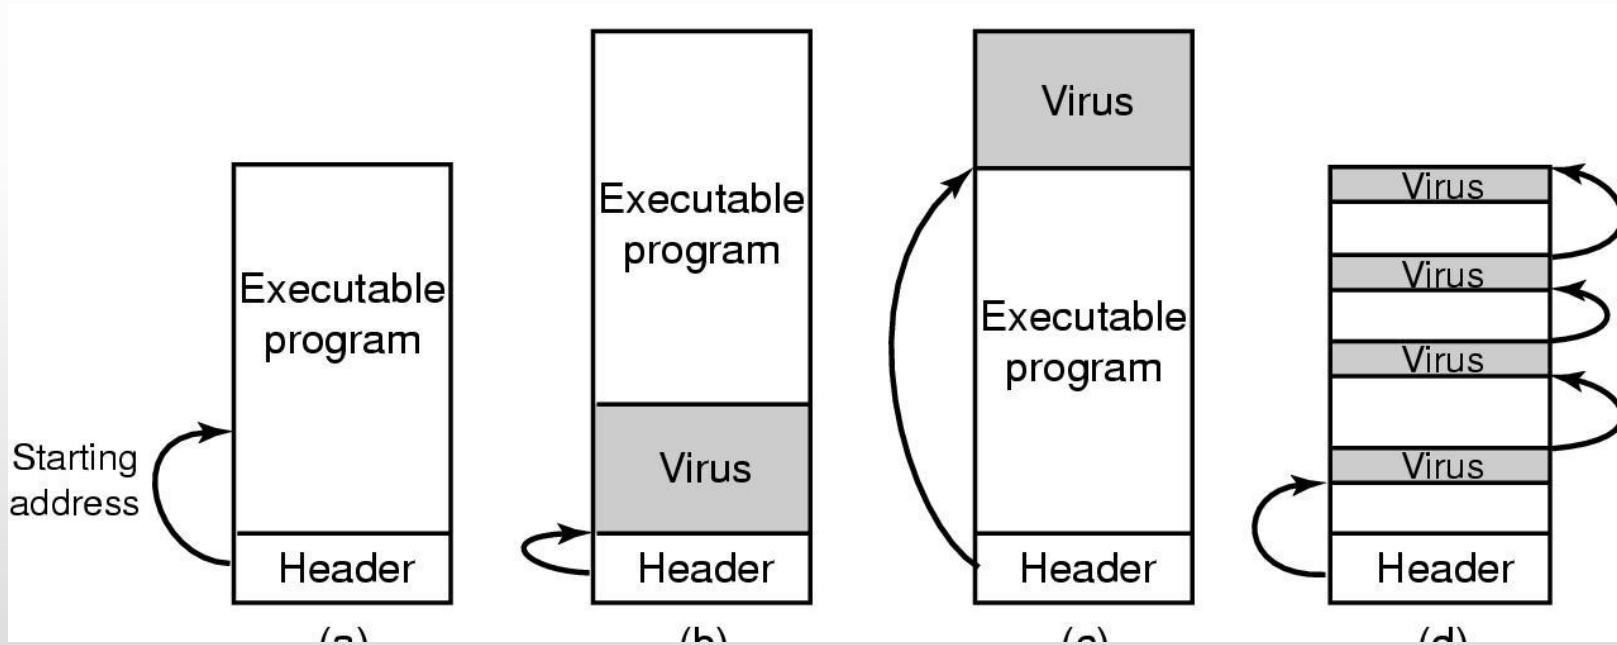 Executable
program
Starting
address
Header
Executable
program
Virus
Header
Virus
Executable
program
Header
Virus
Virus
Virus
Virus
Header
(a)
(b)
(c)
(d)